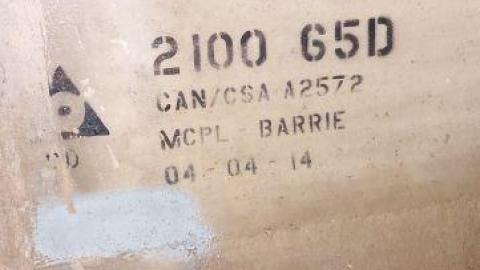 2100 65D
CAN/CSA A2572
MCPL - BARRIE
04-04-14